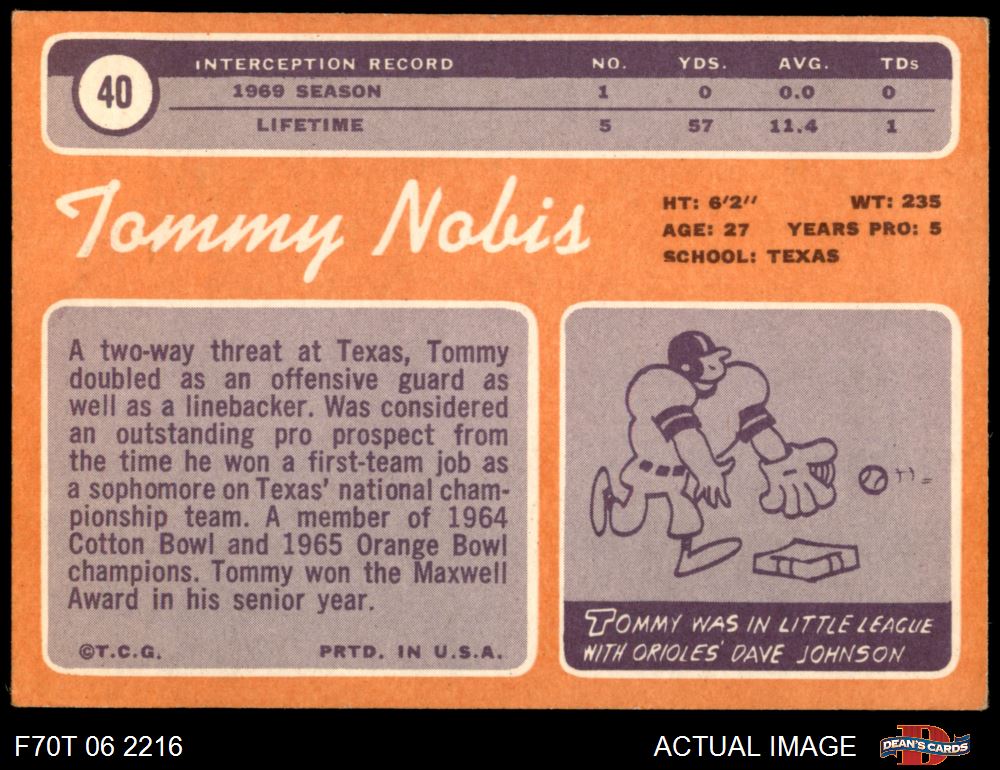 40
INTERCEPTION RECORD NO. YDS. AVG. TDs
1969 SEASON 1 0 0.0 0
LIFETIME 5 57 11.4 1
Tommy Nobis
HT: 6'2" WT: 235
AGE: 27 YEARS PRO: 5
SCHOOL: TEXAS
A two-way threat at Texas, Tommy
doubled as an offensive guard as
well as a linebacker. Was considered
an outstanding pro prospect from
the time he won a first-team job as
a sophomore on Texas' national cham-
pionship team. A member of 1964
Cotton Bowl and 1965 Orange Bowl
champions. Tommy won the Maxwell
Award in his senior year.
©T.C.G. PRTD. IN U.S.A.
TOMMY WAS IN LITTLE LEAGUE
WITH ORIOLES' DAVE JOHNSON
F70T 06 2216
ACTUAL IMAGE
D
DEAN'S CARDS